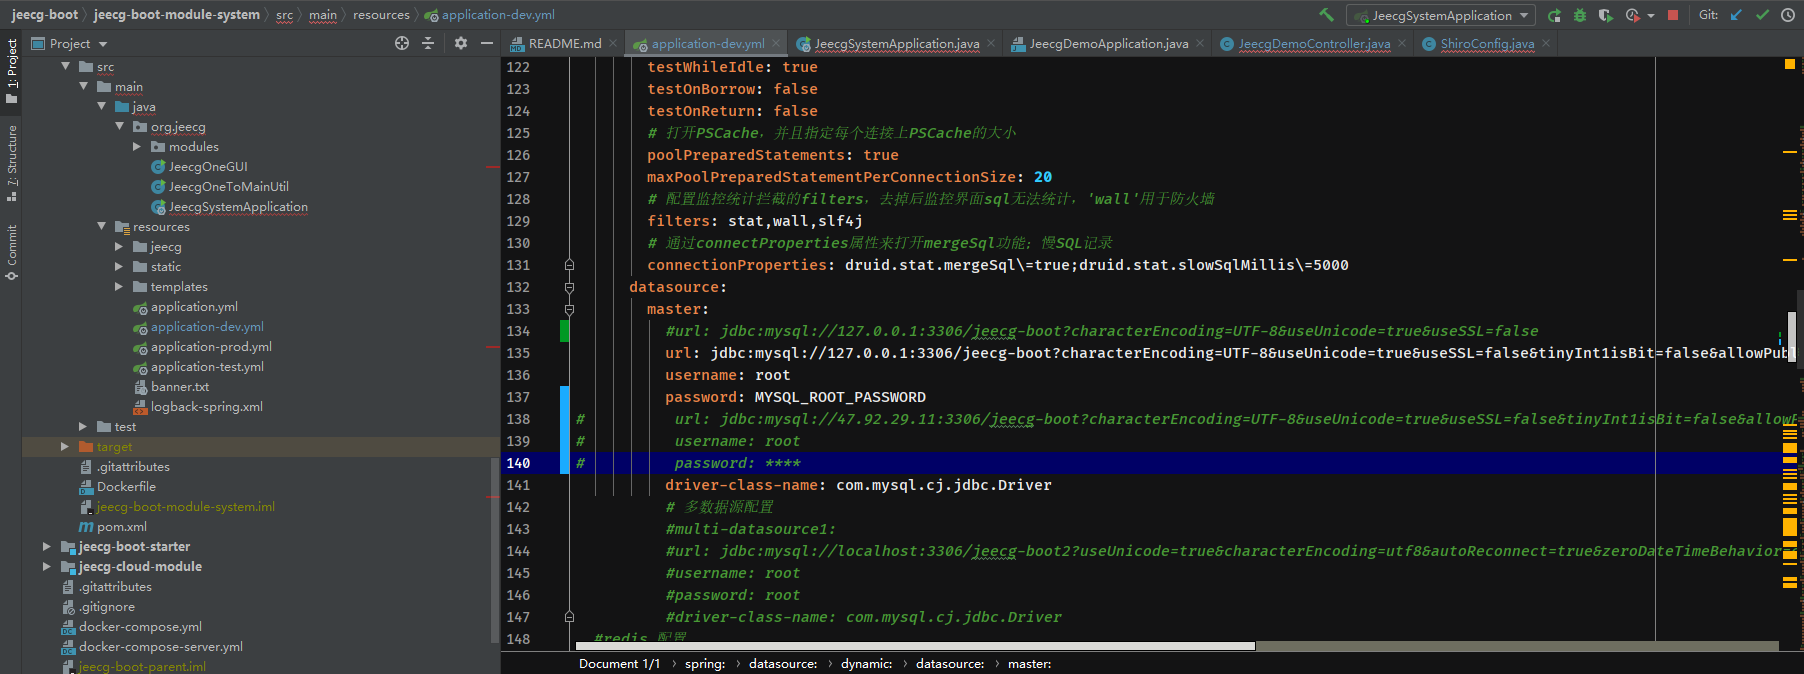 jeecg-boot jeecg-boot-module-system src main resources application-dev.yml JeecgSystemApplication Git:
Project README.md application-dev.yml JeecgSystemApplication.java JeecgDemoApplication.java JeecgDemoController.java ShiroConfig.java
1: Project
7: Structure
Commit
src
main
java
org.jeecg
modules
JeecgOneGUI
JeecgOneToMainUtil
JeecgSystemApplication
resources
jeecg
static
templates
application.yml
application-dev.yml
application-prod.yml
application-test.yml
banner.txt
logback-spring.xml
test
target
.gitattributes
Dockerfile
jeecg-boot-module-system.iml
pom.xml
jeecg-boot-starter
jeecg-cloud-module
.gitattributes
.gitignore
docker-compose.yml
docker-compose-server.yml
jeecg-boot-parent.iml
122 testWhileIdle: true
123 testOnBorrow: false
124 testOnReturn: false
125 # 打开PSCache，并且指定每个连接上PSCache的大小
126 poolPreparedStatements: true
127 maxPoolPreparedStatementPerConnectionSize: 20
128 # 配置监控统计拦截的filters，去掉后监控界面sql无法统计，'wall'用于防火墙
129 filters: stat,wall,slf4j
130 # 通过connectProperties属性来打开mergeSql功能；慢SQL记录
131 connectionProperties: druid.stat.mergeSql\=true;druid.stat.slowSqlMillis\=5000
132 datasource:
133 master:
134 #url: jdbc:mysql://127.0.0.1:3306/jeecg-boot?characterEncoding=UTF-8&useUnicode=true&useSSL=false
135 url: jdbc:mysql://127.0.0.1:3306/jeecg-boot?characterEncoding=UTF-8&useUnicode=true&useSSL=false&tinyInt1isBit=false&allowPubl
136 username: root
137 password: MYSQL_ROOT_PASSWORD
138 # url: jdbc:mysql://47.92.29.11:3306/jeecg-boot?characterEncoding=UTF-8&useUnicode=true&useSSL=false&tinyInt1isBit=false&allowP
139 # username: root
140 # password: ****
141 driver-class-name: com.mysql.cj.jdbc.Driver
142 # 多数据源配置
143 #multi-datasource1:
144 #url: jdbc:mysql://localhost:3306/jeecg-boot2?useUnicode=true&characterEncoding=utf8&autoReconnect=true&zeroDateTimeBehavior=
145 #username: root
146 #password: root
147 #driver-class-name: com.mysql.cj.jdbc.Driver
148 #redis 配置
Document 1/1 › spring: › datasource: › dynamic: › datasource: › master: